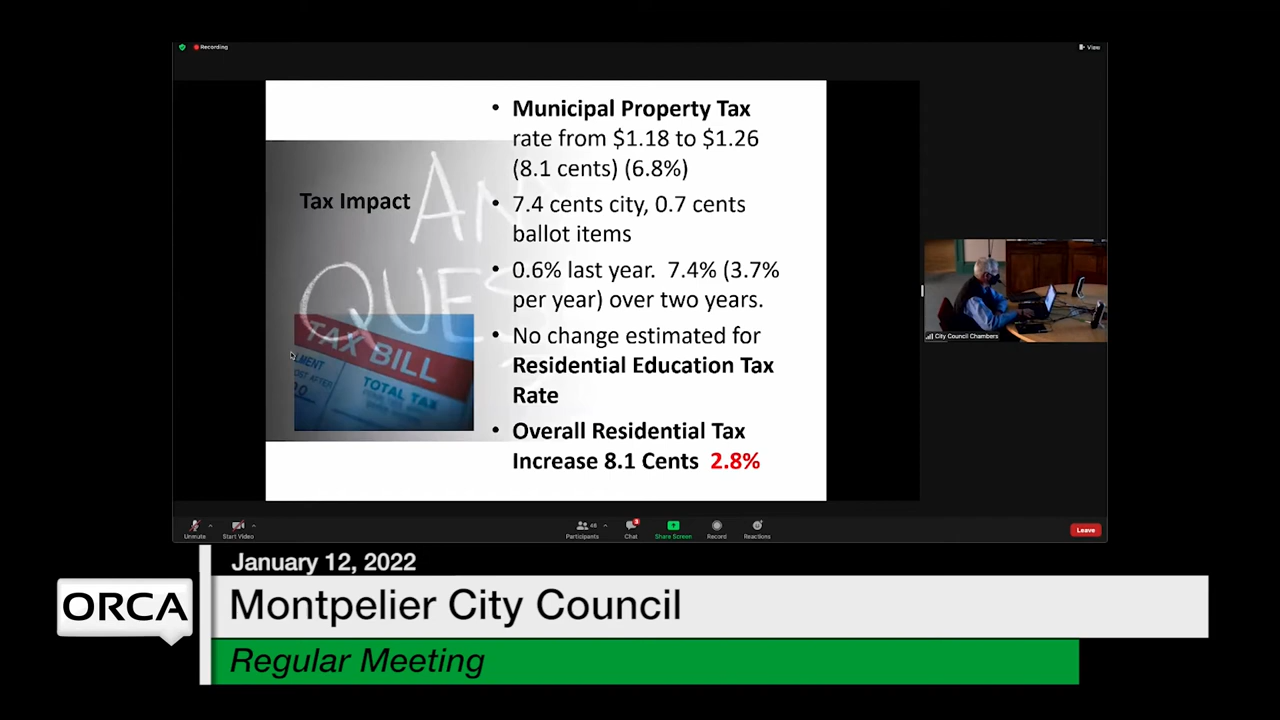 Recording
View
• Municipal Property Tax
rate from $1.18 to $1.26
(8.1 cents) (6.8%)
Tax Impact
• 7.4 cents city, 0.7 cents
ballot items
• 0.6% last year. 7.4% (3.7%
per year) over two years.
• No change estimated for
Residential Education Tax
Rate
• Overall Residential Tax
Increase 8.1 Cents 2.8%
AN
QUES
TAX BILL
TOTAL TAX
City Council Chambers
Unmute
Start Video
Participants
Chat
Share Screen
Record
Reactions
Leave
January 12, 2022
ORCA
Montpelier City Council
Regular Meeting